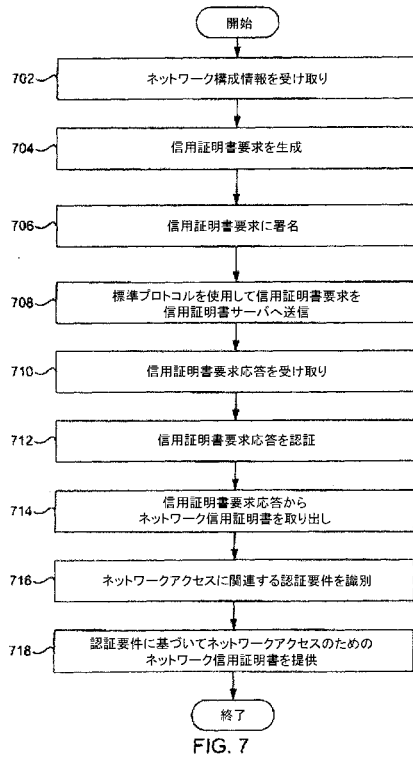 開始
702
ネットワーク構成情報を受け取り
704
信用証明書要求を生成
706
信用証明書要求に署名
708
標準プロトコルを使用して信用証明書要求を
信用証明書サーバへ送信
710
信用証明書要求応答を受け取り
712
信用証明書要求応答を認証
714
信用証明書要求応答から
ネットワーク信用証明書を取り出し
716
ネットワークアクセスに関連する認証要件を識別
718
認証要件に基づいてネットワークアクセスのための
ネットワーク信用証明書を提供
終了
FIG. 7